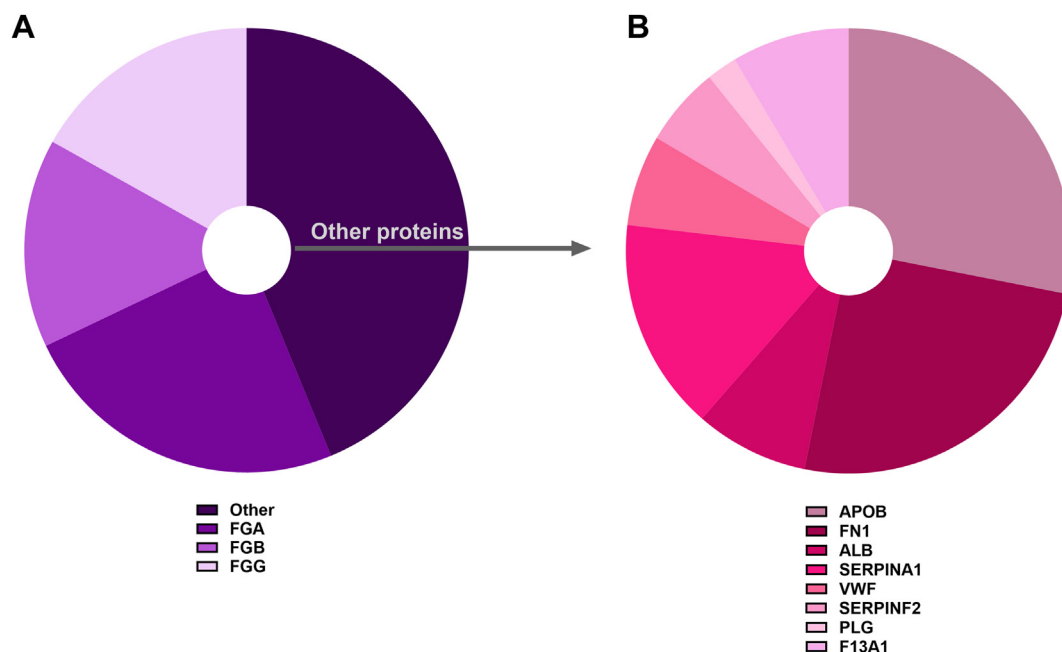 A
B
Other proteins
Other
FGA
FGB
FGG
APOB
FN1
ALB
SERPINA1
VWF
SERPINF2
PLG
F13A1